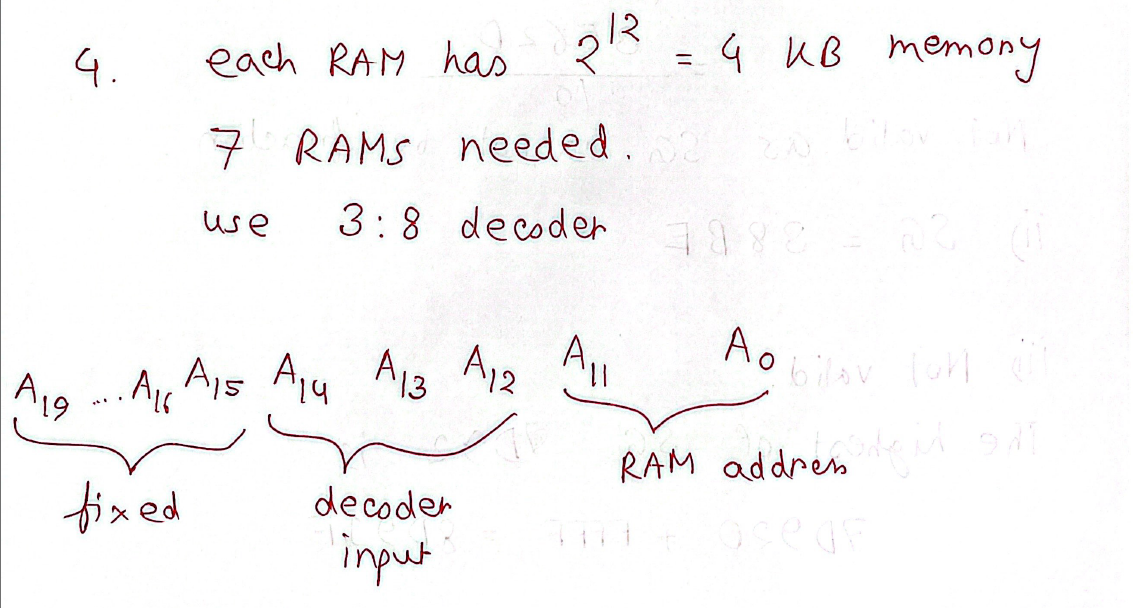 4. each RAM has 2^12 = 4 KB memory
7 RAMs needed.
use 3:8 decoder
A19 ... A16 A15 A14 A13 A12 A11 A0
fixed decoder input RAM address